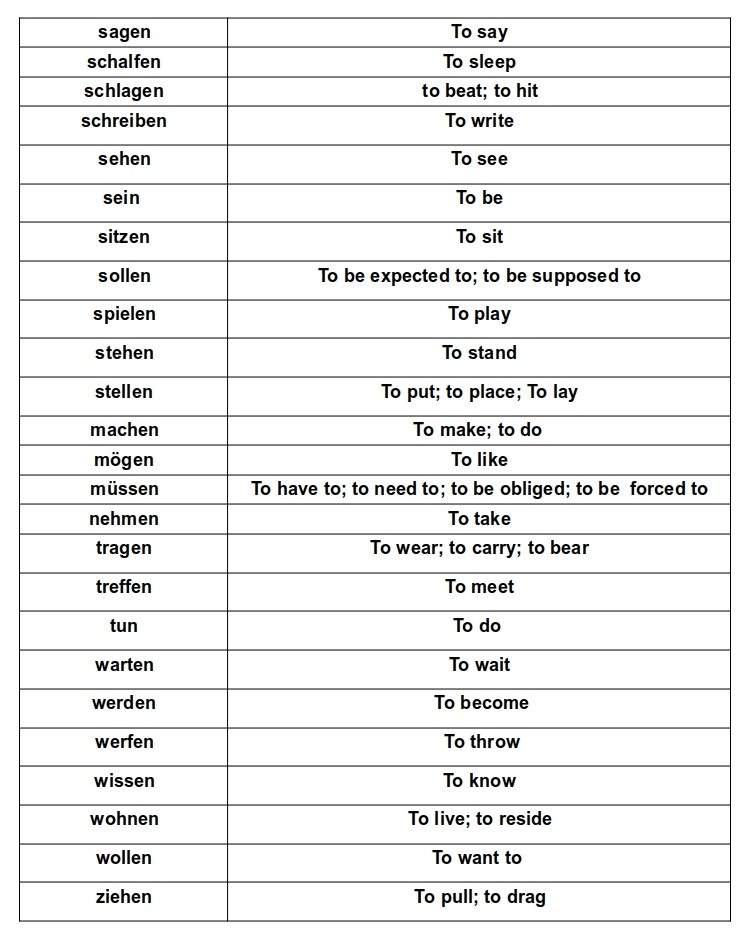 sagen To say
schalfen To sleep
schlagen to beat; to hit
schreiben To write
sehen To see
sein To be
sitzen To sit
sollen To be expected to; to be supposed to
spielen To play
stehen To stand
stellen To put; to place; To lay
machen To make; to do
mögen To like
müssen To have to; to need to; to be obliged; to be  forced to
nehmen To take
tragen To wear; to carry; to bear
treffen To meet
tun To do
warten To wait
werden To become
werfen To throw
wissen To know
wohnen To live; to reside
wollen To want to
ziehen To pull; to drag